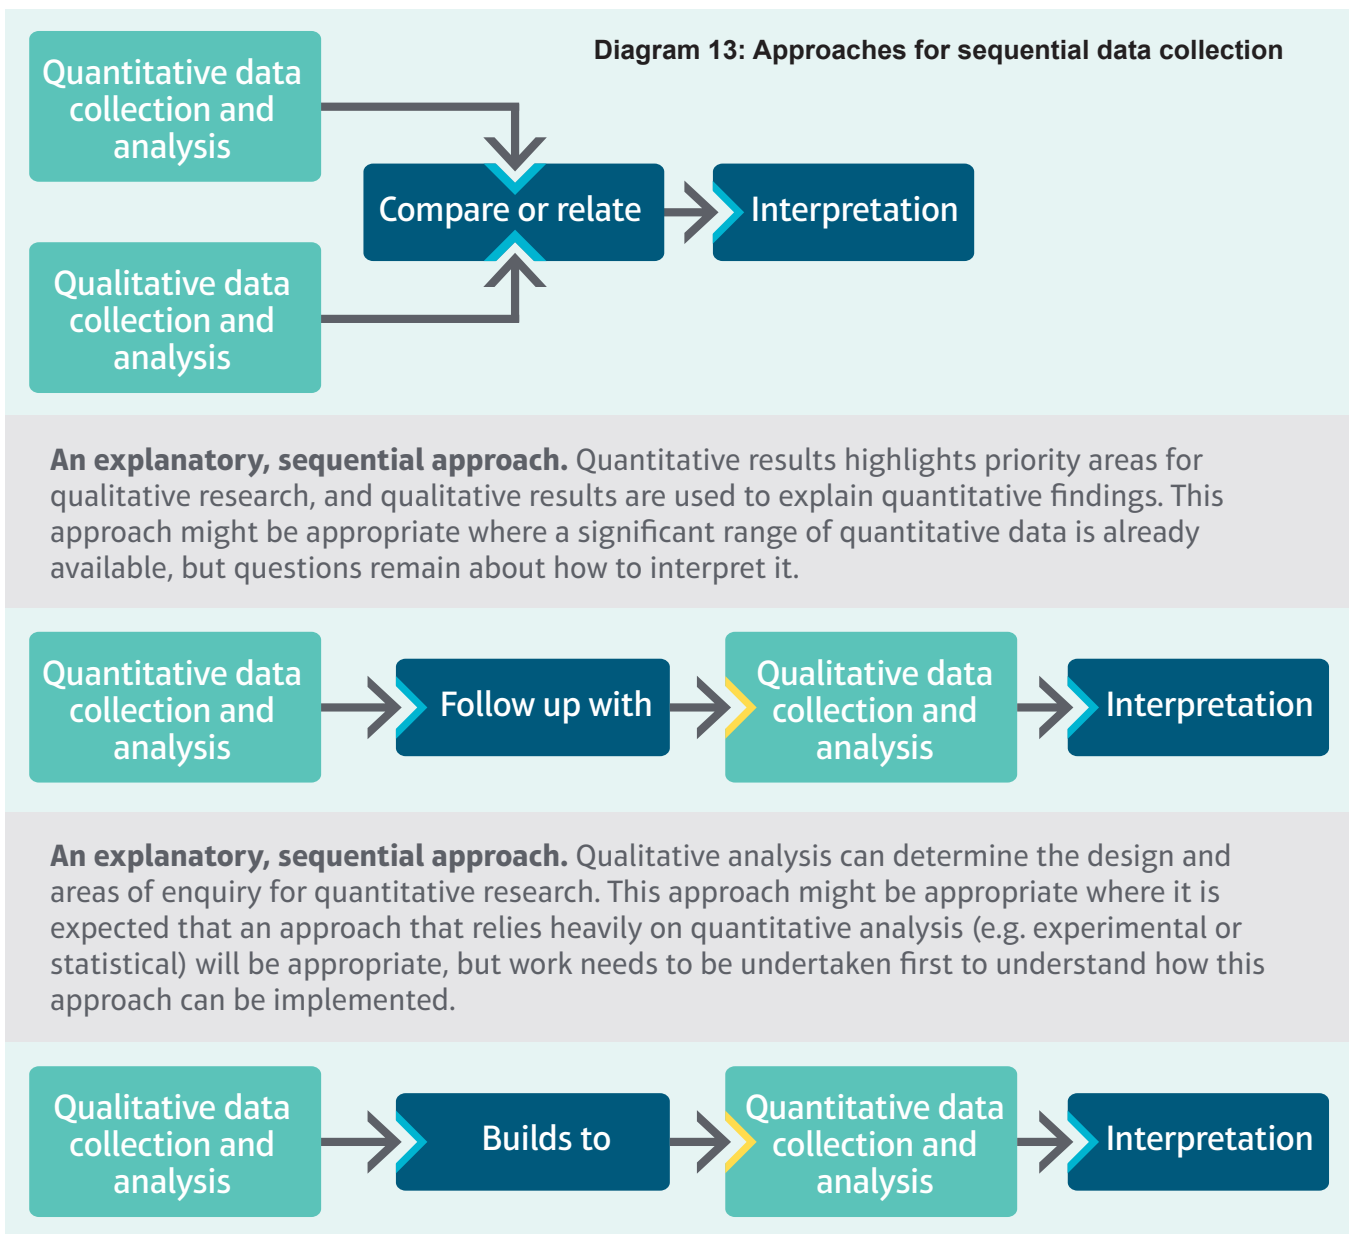 Diagram 13: Approaches for sequential data collection
Quantitative data
collection and
analysis
Compare or relate
Interpretation
Qualitative data
collection and
analysis
An explanatory, sequential approach. Quantitative results highlights priority areas for
qualitative research, and qualitative results are used to explain quantitative findings. This
approach might be appropriate where a significant range of quantitative data is already
available, but questions remain about how to interpret it.
Quantitative data
collection and
analysis
Follow up with
Qualitative data
collection and
analysis
Interpretation
An explanatory, sequential approach. Qualitative analysis can determine the design and
areas of enquiry for quantitative research. This approach might be appropriate where it is
expected that an approach that relies heavily on quantitative analysis (e.g. experimental or
statistical) will be appropriate, but work needs to be undertaken first to understand how this
approach can be implemented.
Qualitative data
collection and
analysis
Builds to
Quantitative data
collection and
analysis
Interpretation